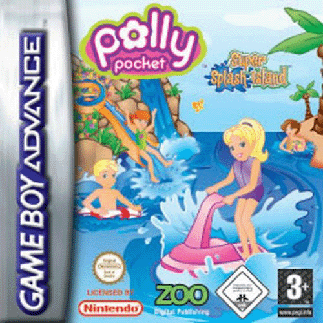 GAME BOY ADVANCE
polly
pocket
Super
Splash Island
LICENSED BY
Nintendo
ZOO
Digital Publishing
3+
www.pegi.info